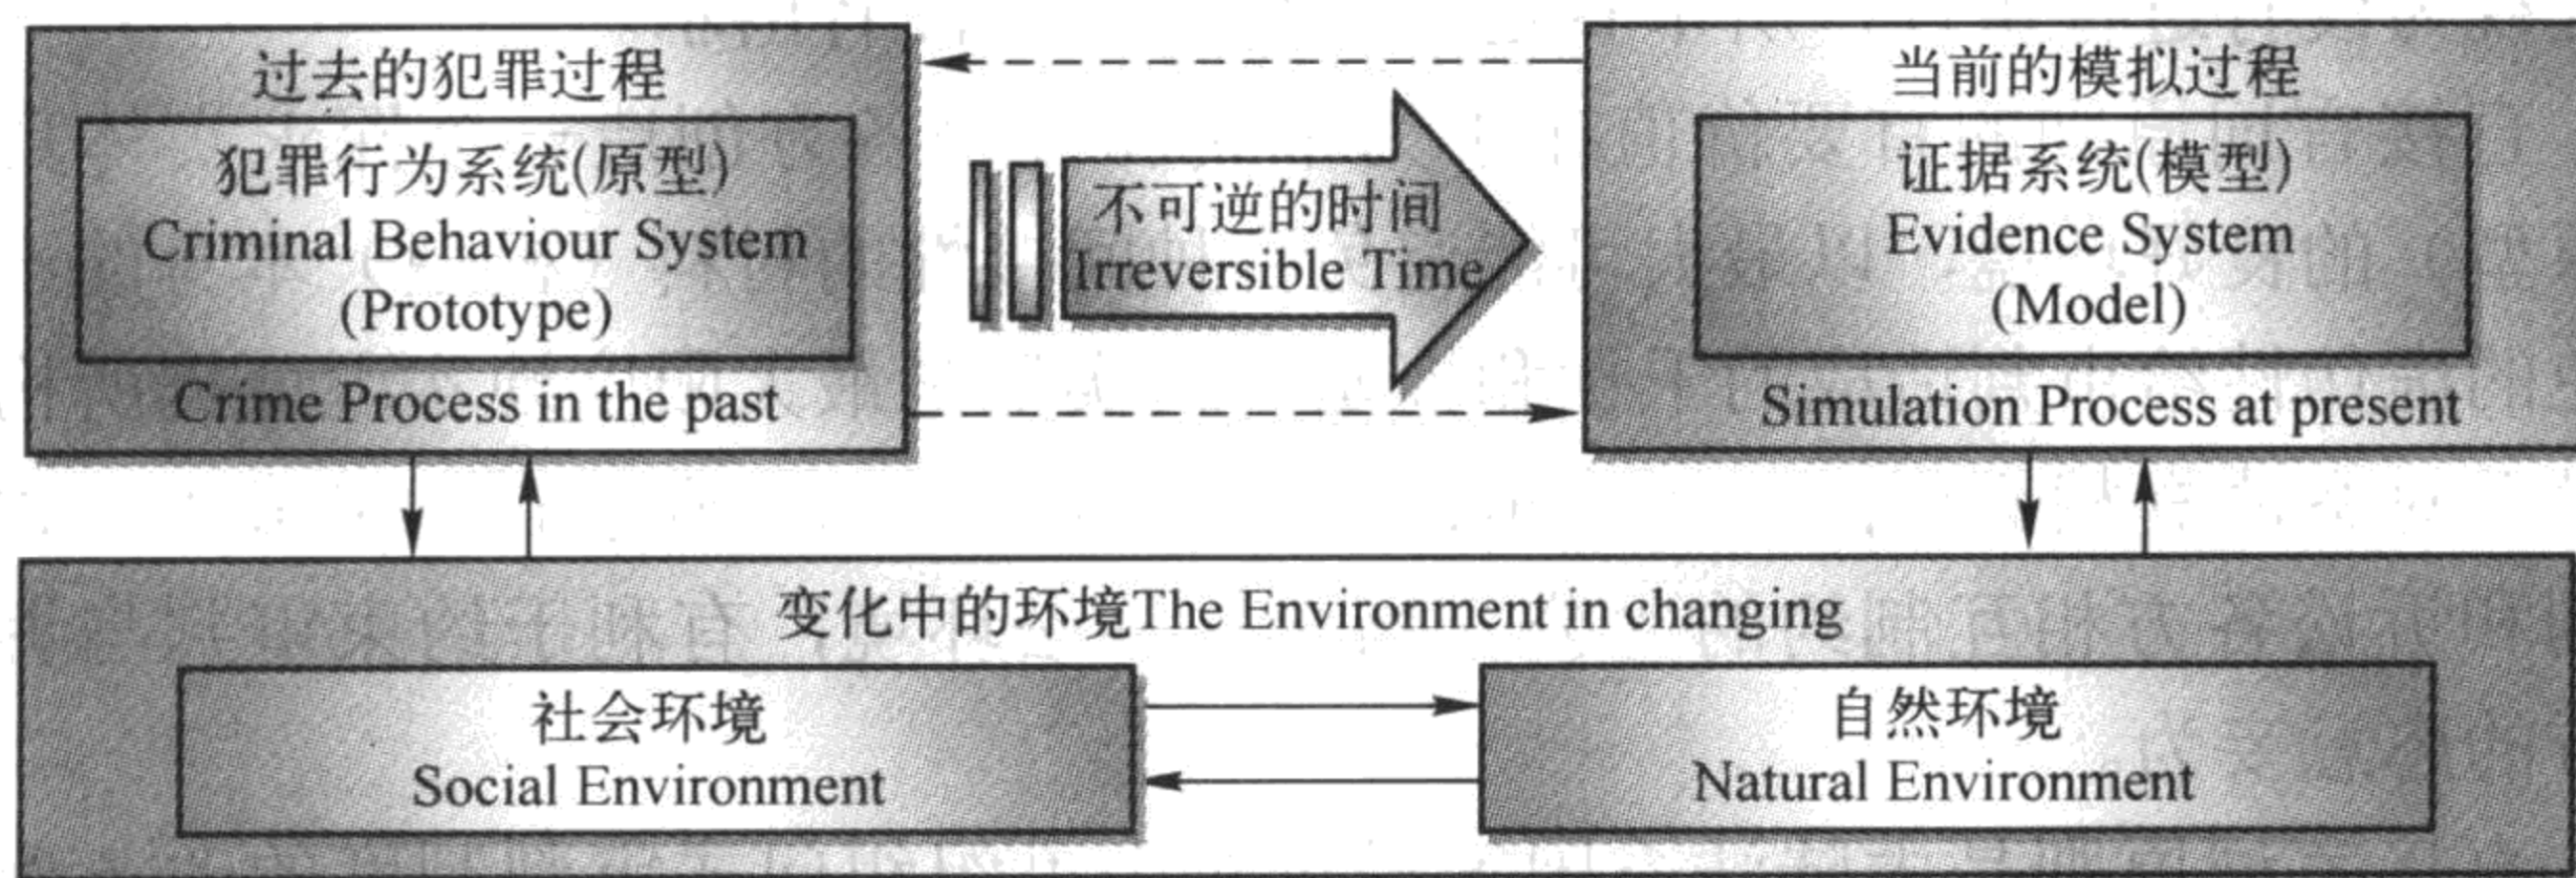 过去的犯罪过程
犯罪行为系统(原型)
Criminal Behaviour System
(Prototype)
Crime Process in the past
不可逆的时间
Irreversible Time
当前的模拟过程
证据系统(模型)
Evidence System
(Model)
Simulation Process at present
变化中的环境The Environment in changing
社会环境
Social Environment
自然环境
Natural Environment